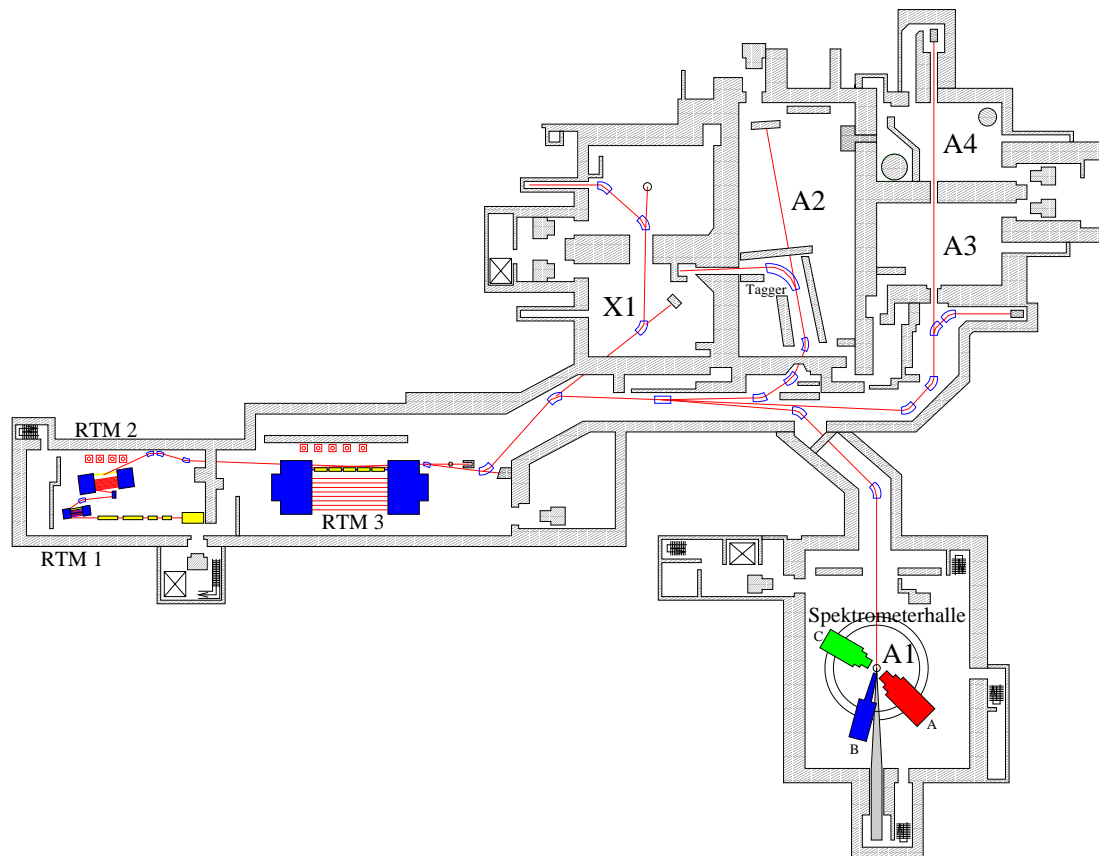 A4
A2
A3
Tagger
X1
RTM 2
RTM 3
RTM 1
Spektrometerhalle
C
A1
A
B